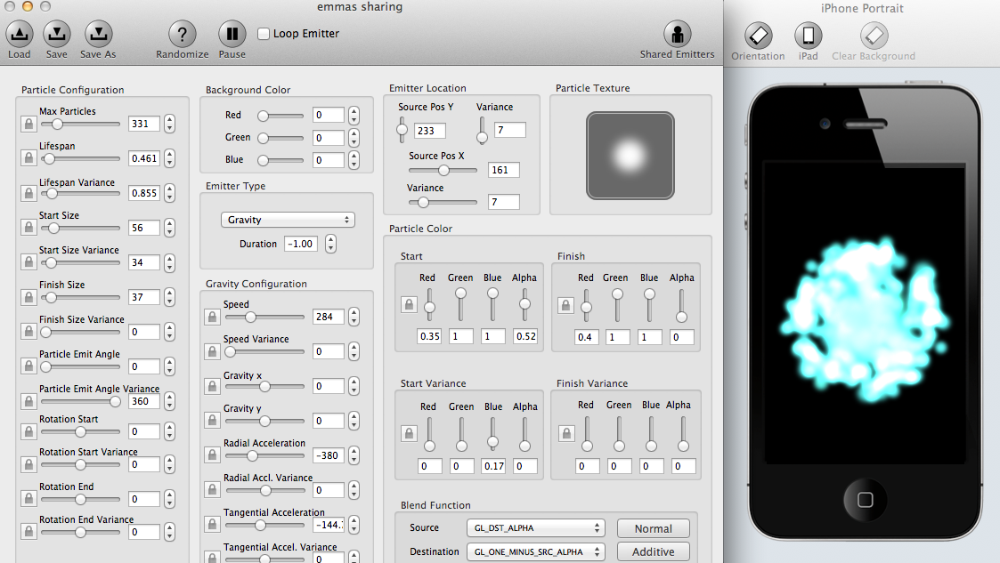 emmas sharing
iPhone Portrait
Load
Save
Save As
Randomize
Pause
Loop Emitter
Shared Emitters
Orientation
iPad
Clear Background
Particle Configuration
Max Particles
331
Lifespan
0.461
Lifespan Variance
0.855
Start Size
56
Start Size Variance
34
Finish Size
37
Finish Size Variance
0
Particle Emit Angle
0
Particle Emit Angle Variance
360
Rotation Start
0
Rotation Start Variance
0
Rotation End
0
Rotation End Variance
0
Background Color
Red
0
Green
0
Blue
0
Emitter Type
Gravity
Duration
-1.00
Gravity Configuration
Speed
284
Speed Variance
0
Gravity x
0
Gravity y
0
Radial Acceleration
-380
Radial Accl. Variance
0
Tangential Acceleration
-144.
Tangential Accel. Variance
0
Emitter Location
Source Pos Y
233
Variance
7
Source Pos X
161
Variance
7
Particle Texture
Particle Color
Start
Red Green Blue Alpha
0.35 1 1 0.52
Finish
Red Green Blue Alpha
0.4 1 1 0
Start Variance
Red Green Blue Alpha
0 0 0.17 0
Finish Variance
Red Green Blue Alpha
0 0 0 0
Blend Function
Source
GL_DST_ALPHA
Normal
Destination
GL_ONE_MINUS_SRC_ALPHA
Additive